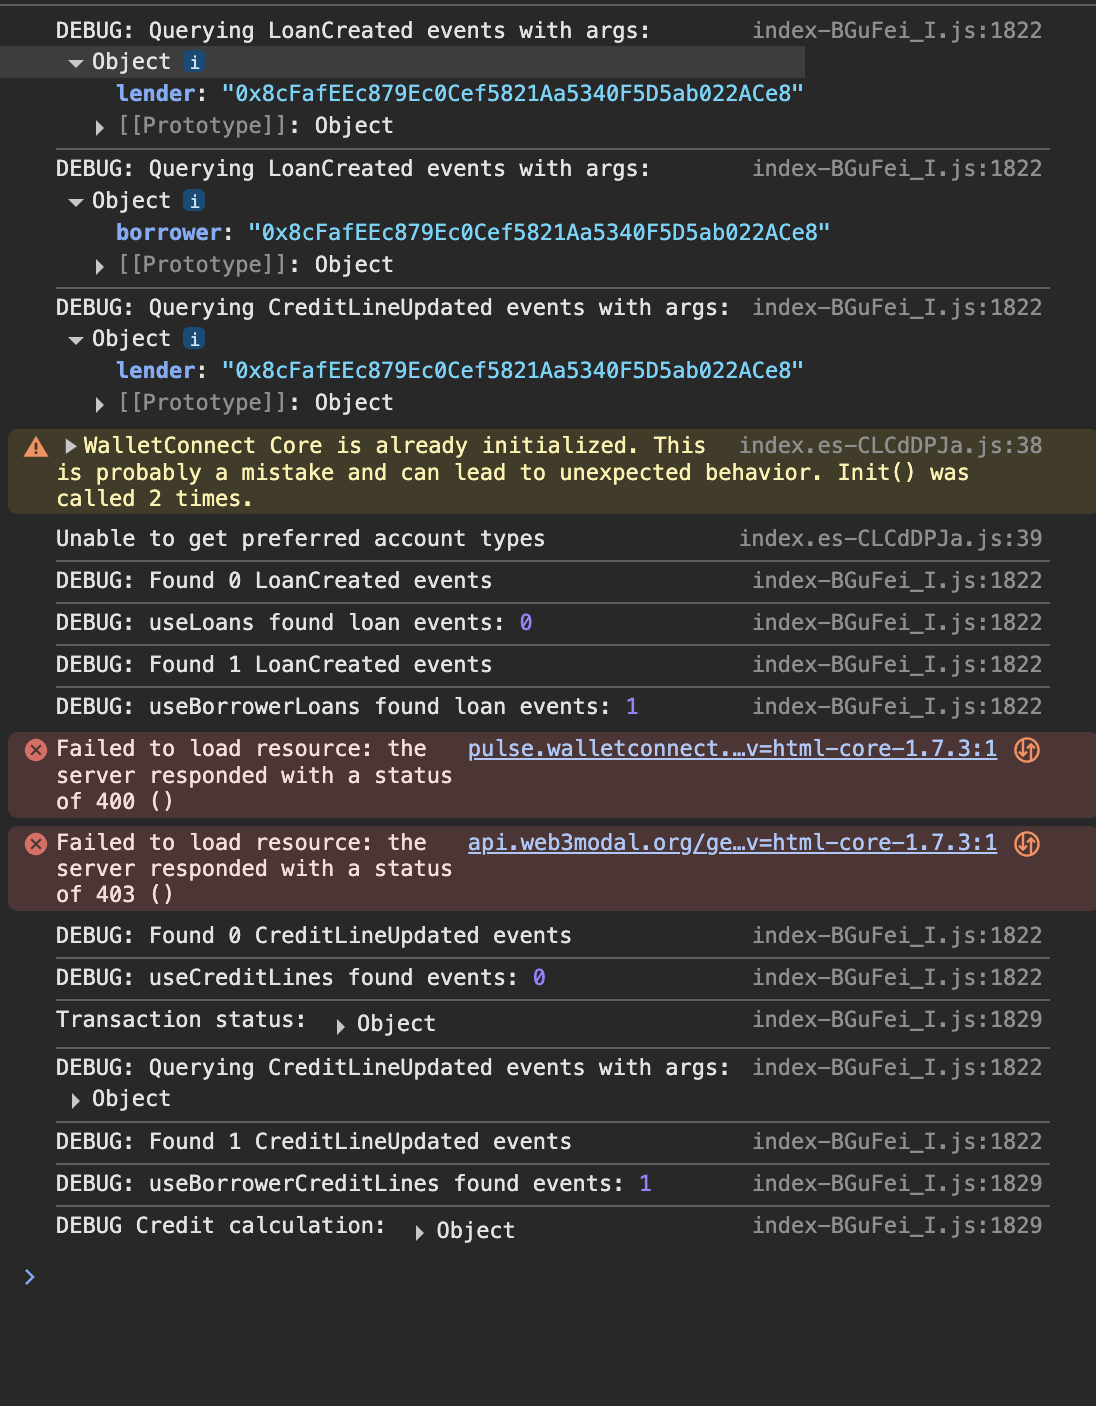 DEBUG: Querying LoanCreated events with args: index-BGuFei_I.js:1822
Object i
lender: "0x8cFafEEc879Ec0Cef5821Aa5340F5D5ab022ACe8"
[[Prototype]]: Object
DEBUG: Querying LoanCreated events with args: index-BGuFei_I.js:1822
Object i
borrower: "0x8cFafEEc879Ec0Cef5821Aa5340F5D5ab022ACe8"
[[Prototype]]: Object
DEBUG: Querying CreditLineUpdated events with args: index-BGuFei_I.js:1822
Object i
lender: "0x8cFafEEc879Ec0Cef5821Aa5340F5D5ab022ACe8"
[[Prototype]]: Object
WalletConnect Core is already initialized. This index.es-CLCdDPJa.js:38
is probably a mistake and can lead to unexpected behavior. Init() was
called 2 times.
Unable to get preferred account types index.es-CLCdDPJa.js:39
DEBUG: Found 0 LoanCreated events index-BGuFei_I.js:1822
DEBUG: useLoans found loan events: 0 index-BGuFei_I.js:1822
DEBUG: Found 1 LoanCreated events index-BGuFei_I.js:1822
DEBUG: useBorrowerLoans found loan events: 1 index-BGuFei_I.js:1822
Failed to load resource: the pulse.walletconnect.…v=html-core-1.7.3:1
server responded with a status
of 400 ()
Failed to load resource: the api.web3modal.org/ge…v=html-core-1.7.3:1
server responded with a status
of 403 ()
DEBUG: Found 0 CreditLineUpdated events index-BGuFei_I.js:1822
DEBUG: useCreditLines found events: 0 index-BGuFei_I.js:1822
Transaction status: Object index-BGuFei_I.js:1829
DEBUG: Querying CreditLineUpdated events with args: index-BGuFei_I.js:1822
Object
DEBUG: Found 1 CreditLineUpdated events index-BGuFei_I.js:1822
DEBUG: useBorrowerCreditLines found events: 1 index-BGuFei_I.js:1829
DEBUG Credit calculation: Object index-BGuFei_I.js:1829